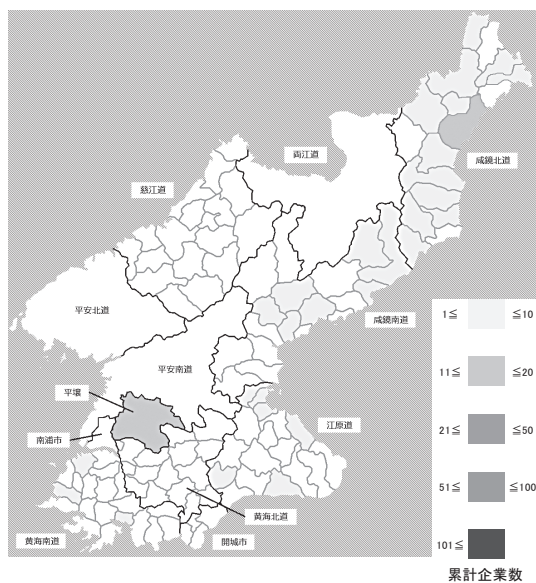 両江道
咸鏡北道
慈江道
平安北道
咸鏡南道
平安南道
平壌
南浦市
江原道
黄海北道
黄海南道
開城市
1≦ ≦10
11≦ ≦20
21≦ ≦50
51≦ ≦100
101≦
累計企業数